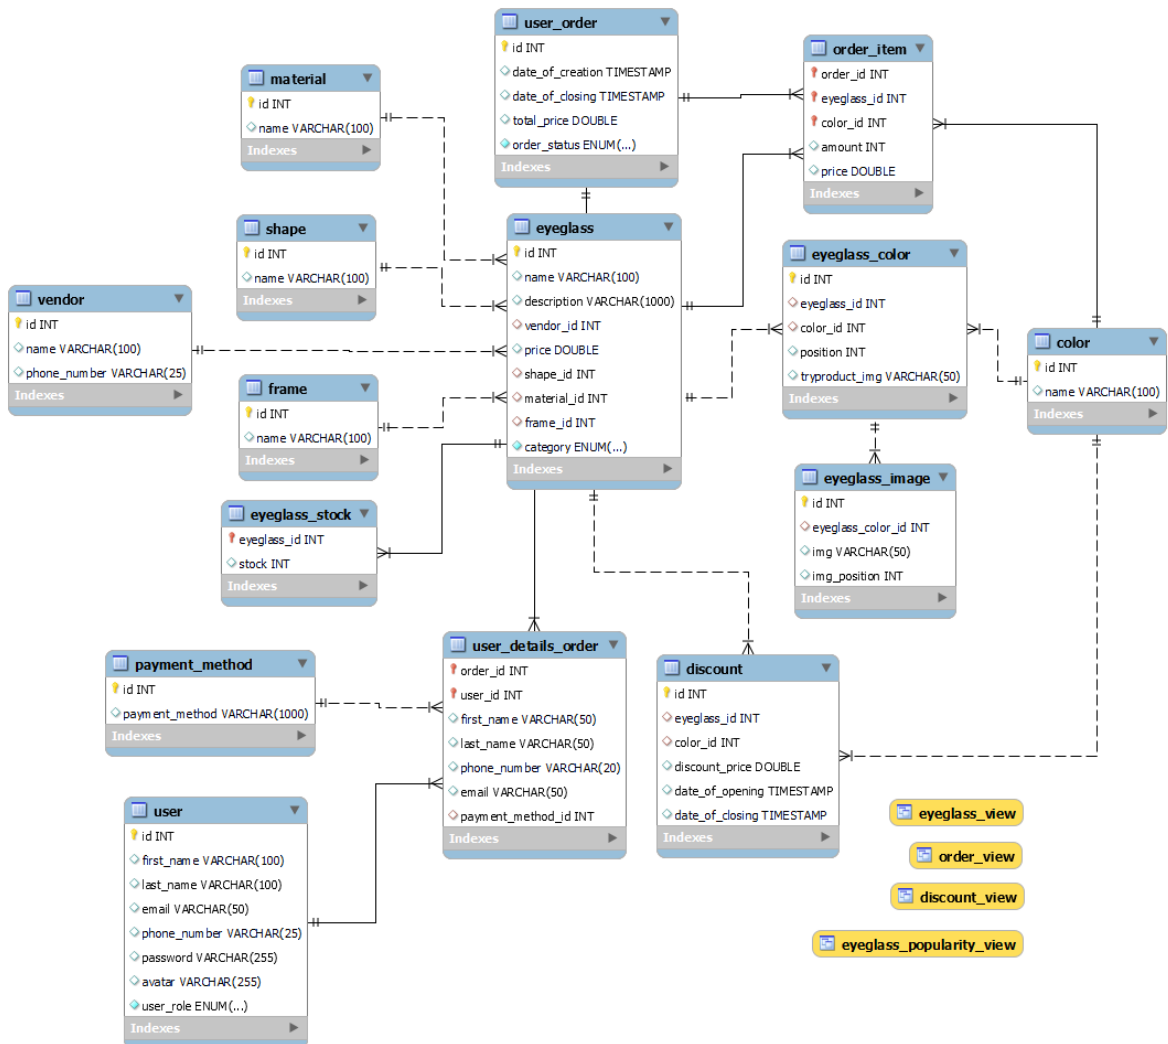 user_order
id INT
date_of_creation TIMESTAMP
date_of_closing TIMESTAMP
total_price DOUBLE
order_status ENUM(...)
Indexes
order_item
order_id INT
eyeglass_id INT
color_id INT
amount INT
price DOUBLE
Indexes
material
id INT
name VARCHAR(100)
Indexes
shape
id INT
name VARCHAR(100)
Indexes
eyeglass
id INT
name VARCHAR(100)
description VARCHAR(1000)
vendor_id INT
price DOUBLE
shape_id INT
material_id INT
frame_id INT
category ENUM(...)
Indexes
eyeglass_color
id INT
eyeglass_id INT
color_id INT
position INT
tryproduct_img VARCHAR(50)
Indexes
vendor
id INT
name VARCHAR(100)
phone_number VARCHAR(25)
Indexes
color
id INT
name VARCHAR(100)
Indexes
frame
id INT
name VARCHAR(100)
Indexes
eyeglass_image
id INT
eyeglass_color_id INT
img VARCHAR(50)
img_position INT
Indexes
eyeglass_stock
eyeglass_id INT
stock INT
Indexes
payment_method
id INT
payment_method VARCHAR(1000)
Indexes
user_details_order
order_id INT
user_id INT
first_name VARCHAR(50)
last_name VARCHAR(50)
phone_number VARCHAR(20)
email VARCHAR(50)
payment_method_id INT
Indexes
discount
id INT
eyeglass_id INT
color_id INT
discount_price DOUBLE
date_of_opening TIMESTAMP
date_of_closing TIMESTAMP
Indexes
user
id INT
first_name VARCHAR(100)
last_name VARCHAR(100)
email VARCHAR(50)
phone_number VARCHAR(25)
password VARCHAR(255)
avatar VARCHAR(255)
user_role ENUM(...)
Indexes
eyeglass_view
order_view
discount_view
eyeglass_popularity_view